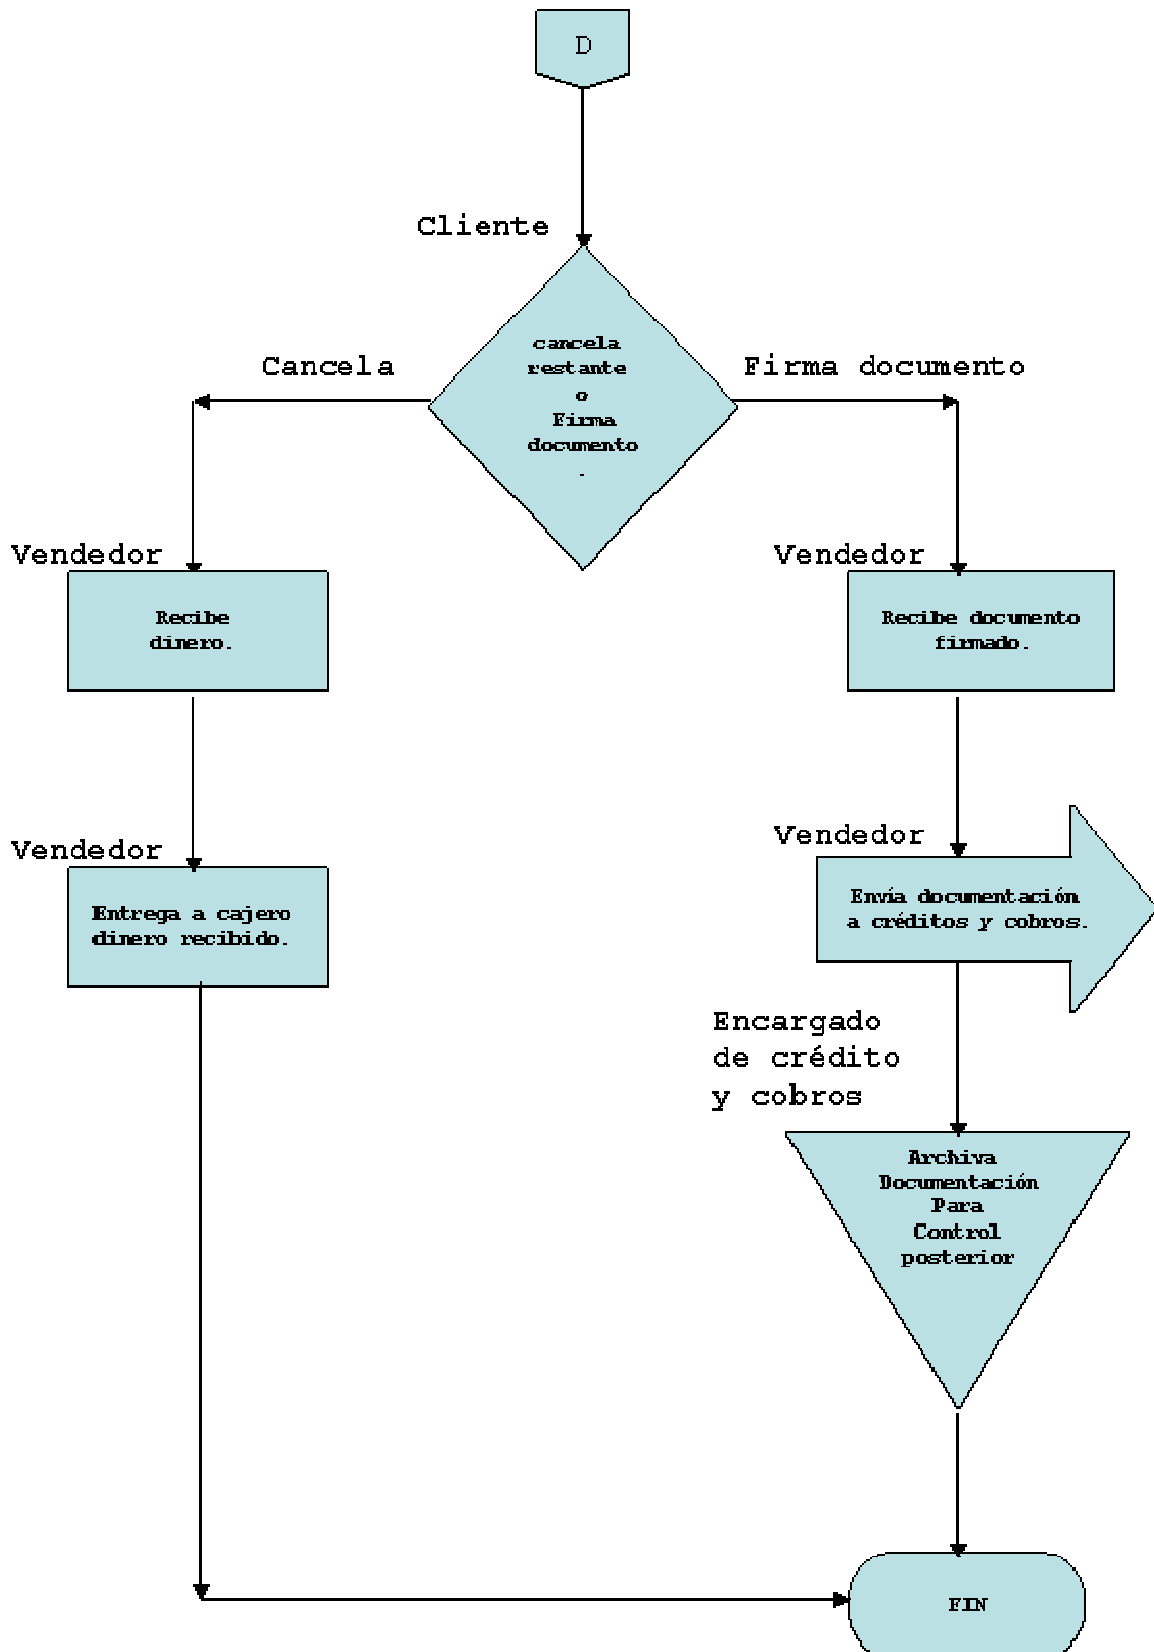 D
Cliente
cancela
restante
o
Firma
documento
.
Cancela
Firma documento
Vendedor
Recibe
dinero.
Vendedor
Recibe documento
firmado.
Vendedor
Entrega a cajero
dinero recibido.
Vendedor
Envía documentación
a créditos y cobros.
Encargado
de crédito
y cobros
Archiva
Documentación
Para
Control
posterior
FIN